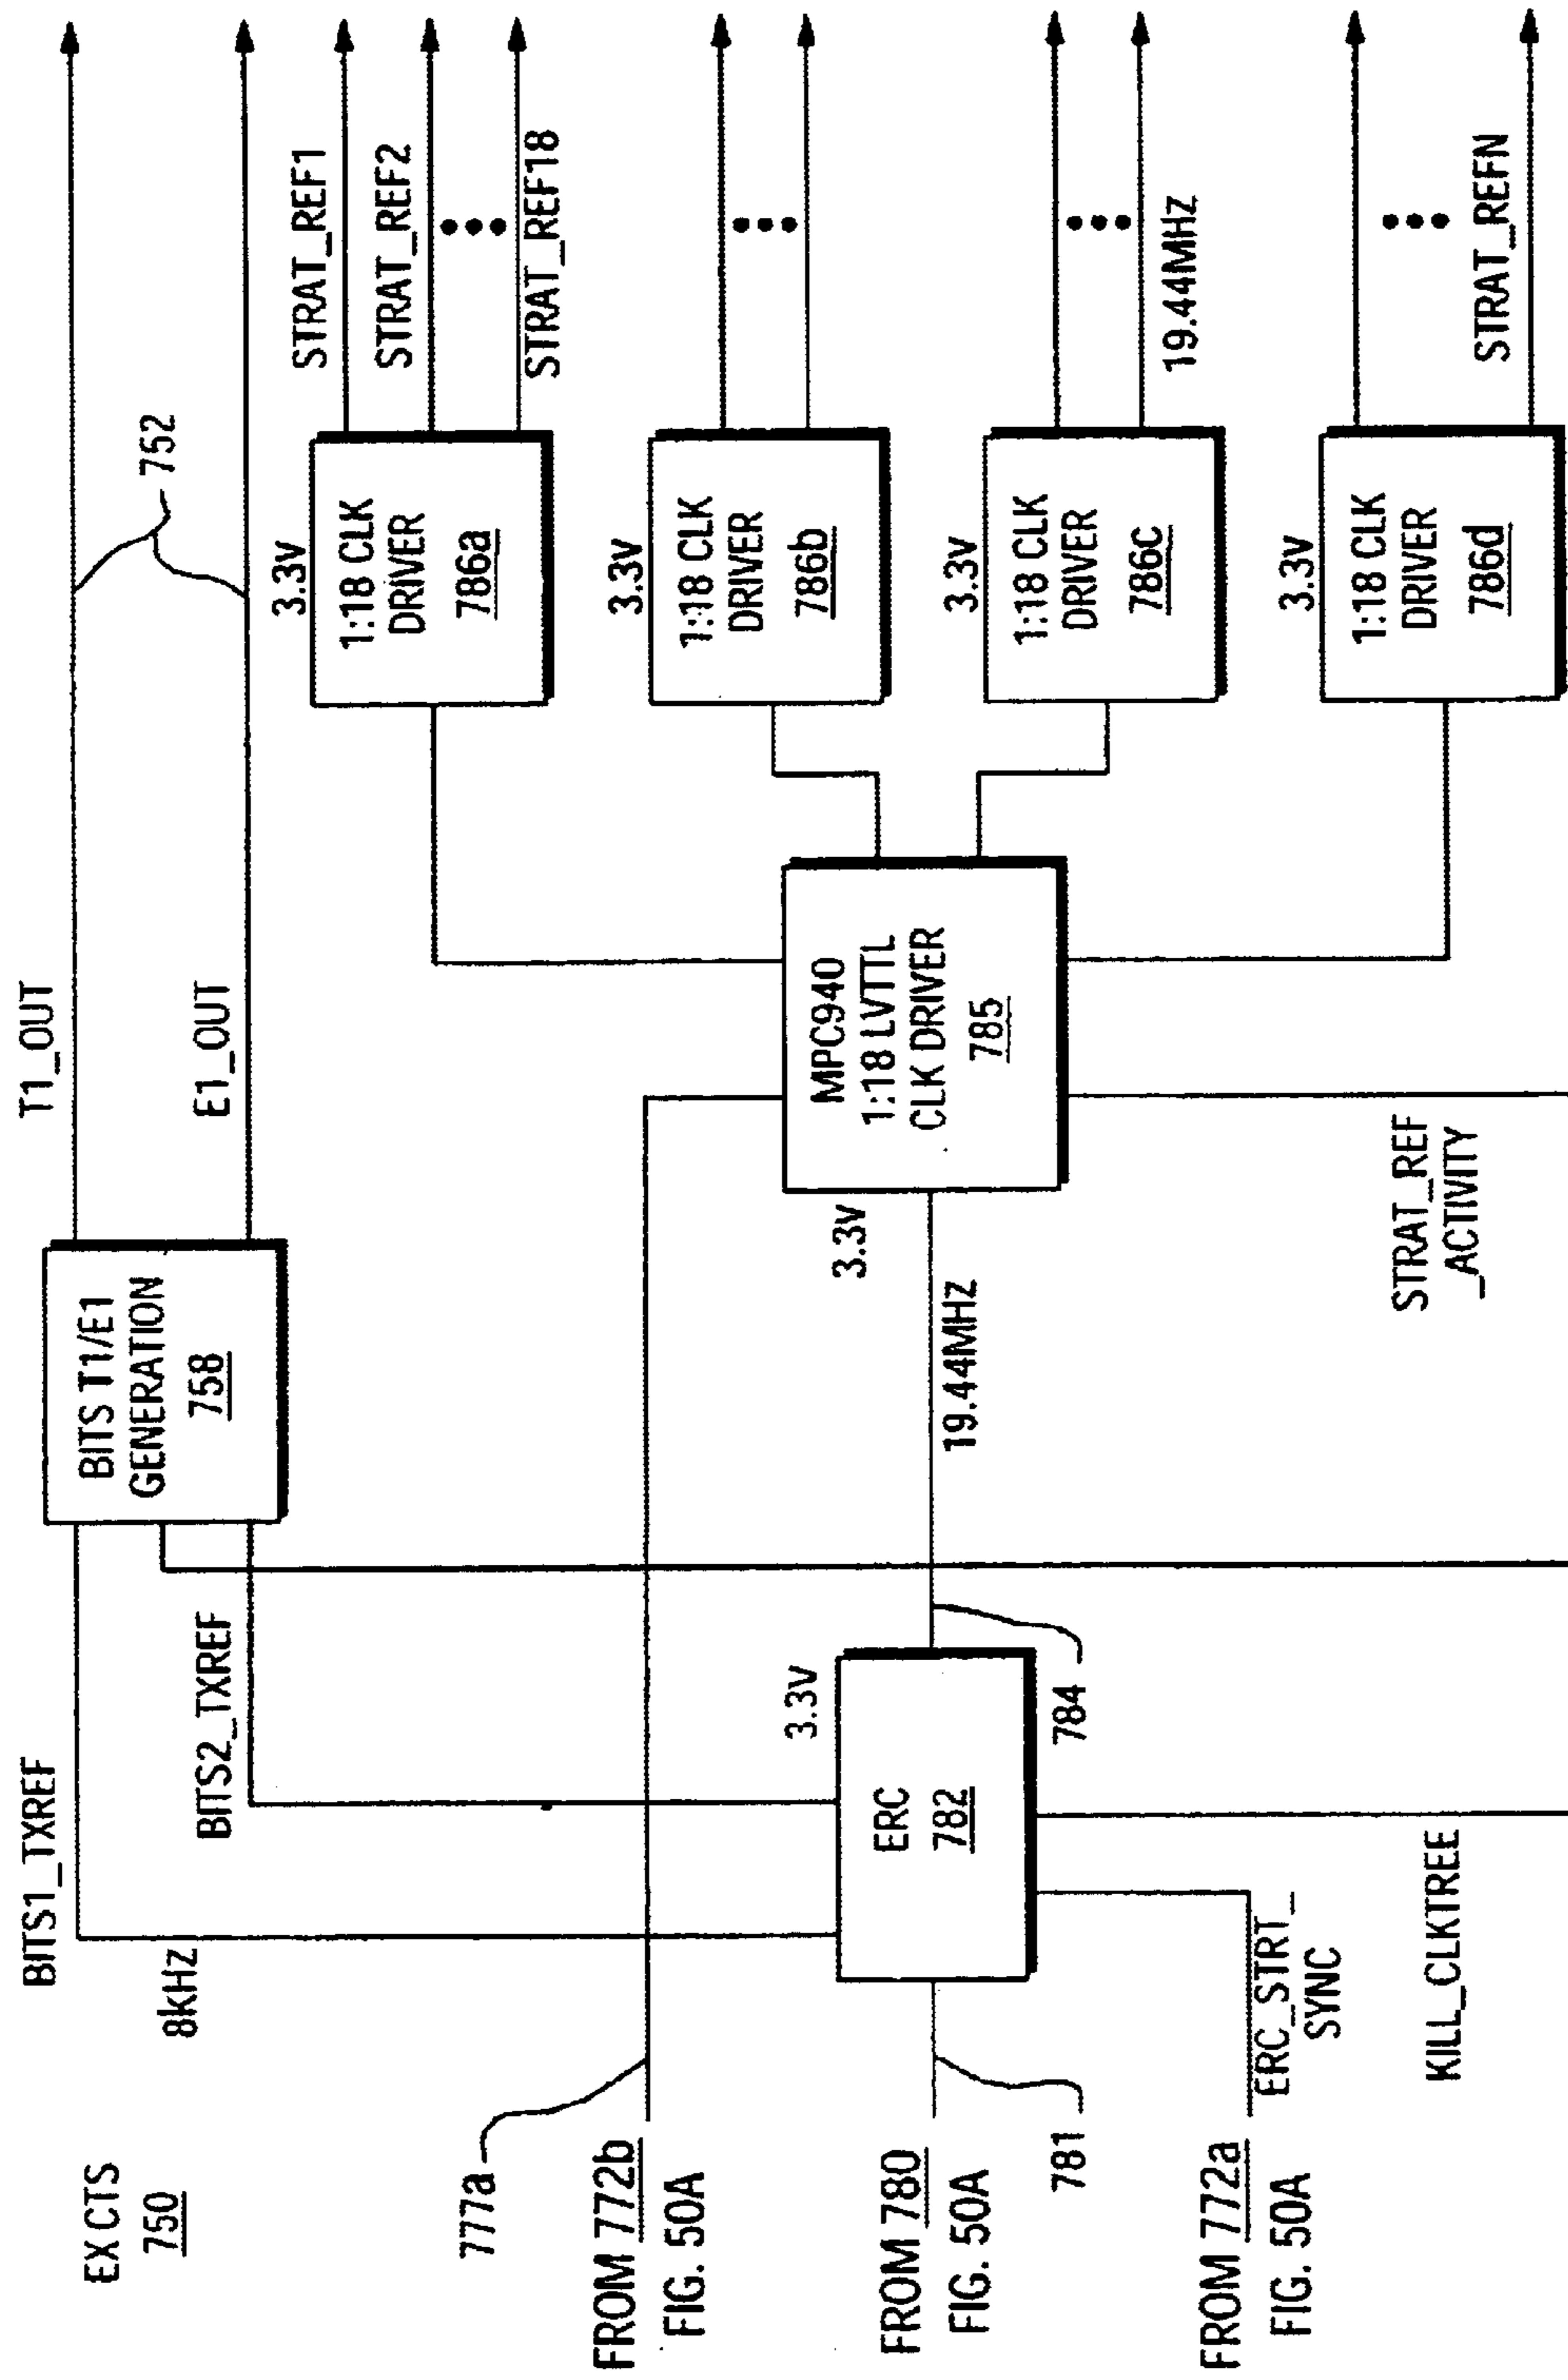 EX CTS
750
BITS1_TXREF
8kHz
BITS2_TXREF
BITS T1/E1
GENERATION
758
T1_OUT
E1_OUT
752
777a
FROM 772b
FIG. 50A
FROM 780
FIG. 50A
781
FROM 772a
FIG. 50A
ERC_STRT_
SYNC
KILL_CLKTREE
3.3V
ERC
782
784
19.44MHZ
3.3V
MPC940
1:18 LVTTL
CLK DRIVER
785
STRAT_REF
_ACTIVITY
3.3V
1:18 CLK
DRIVER
786a
STRAT_REF1
STRAT_REF2
STRAT_REF18
3.3V
1:18 CLK
DRIVER
786b
3.3V
1:18 CLK
DRIVER
786c
19.44MHZ
3.3V
1:18 CLK
DRIVER
786d
STRAT_REFN